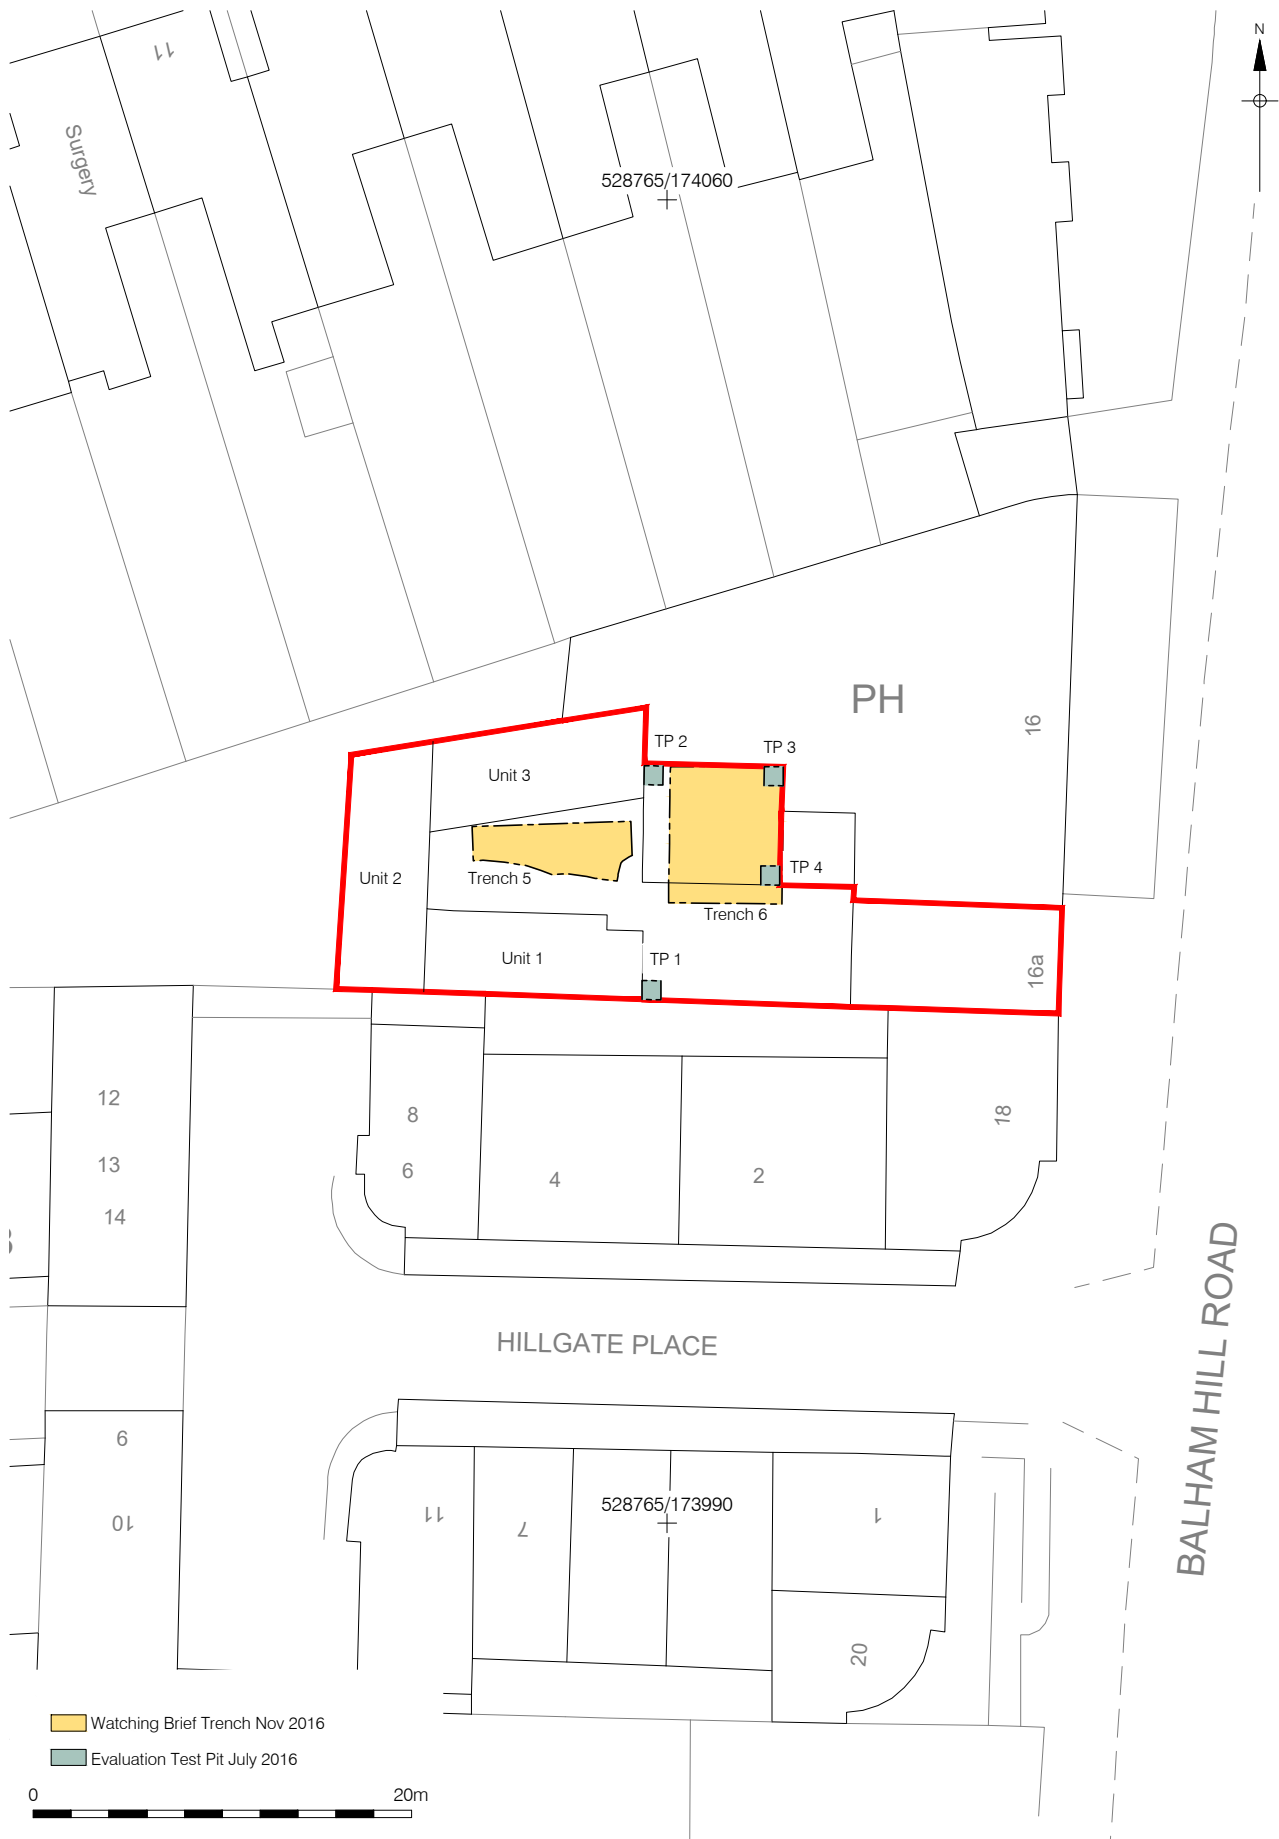 N
11
Surgery
528765/174060
PH
16
TP 2
TP 3
Unit 3
Unit 2
Trench 5
TP 4
Trench 6
Unit 1
TP 1
16a
12
13
14
8
6
4
2
18
HILLGATE PLACE
BALHAM HILL ROAD
9
10
11
7
528765/173990
1
20
Watching Brief Trench Nov 2016
Evaluation Test Pit July 2016
0
20m